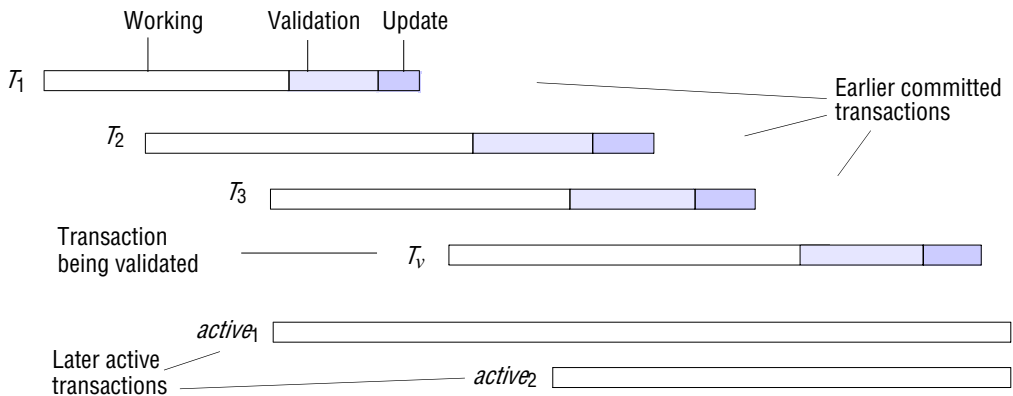 Working Validation Update
T1
Earlier committed
transactions
T2
T3
Transaction
being validated
Tv
active1
Later active
transactions
active2